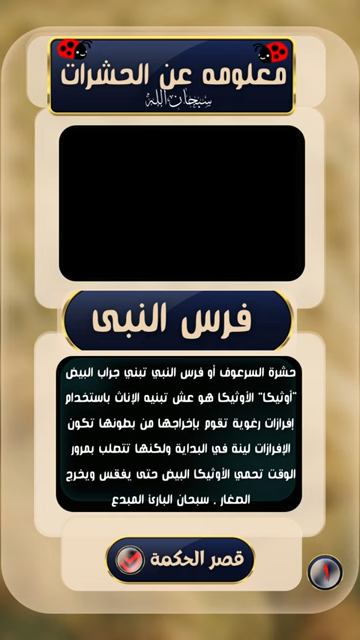 معلومه عن الحشرات
سبحان الله
فرس النبى
حشرة السرعوف أو فرس النبي تبني جراب البيض
"أوثيكا" الأوثيكا هو عش تبنيه الإناث باستخدام
إفرازات رغوية تقوم بإخراجها من بطونها تكون
الإفرازات لينة في البداية ولكنها تتصلب بمرور
الوقت تحمي الأوثيكا البيض حتى يفقس ويخرج
الصغار . سبحان البارئ المبدع
قصر الحكمة
١